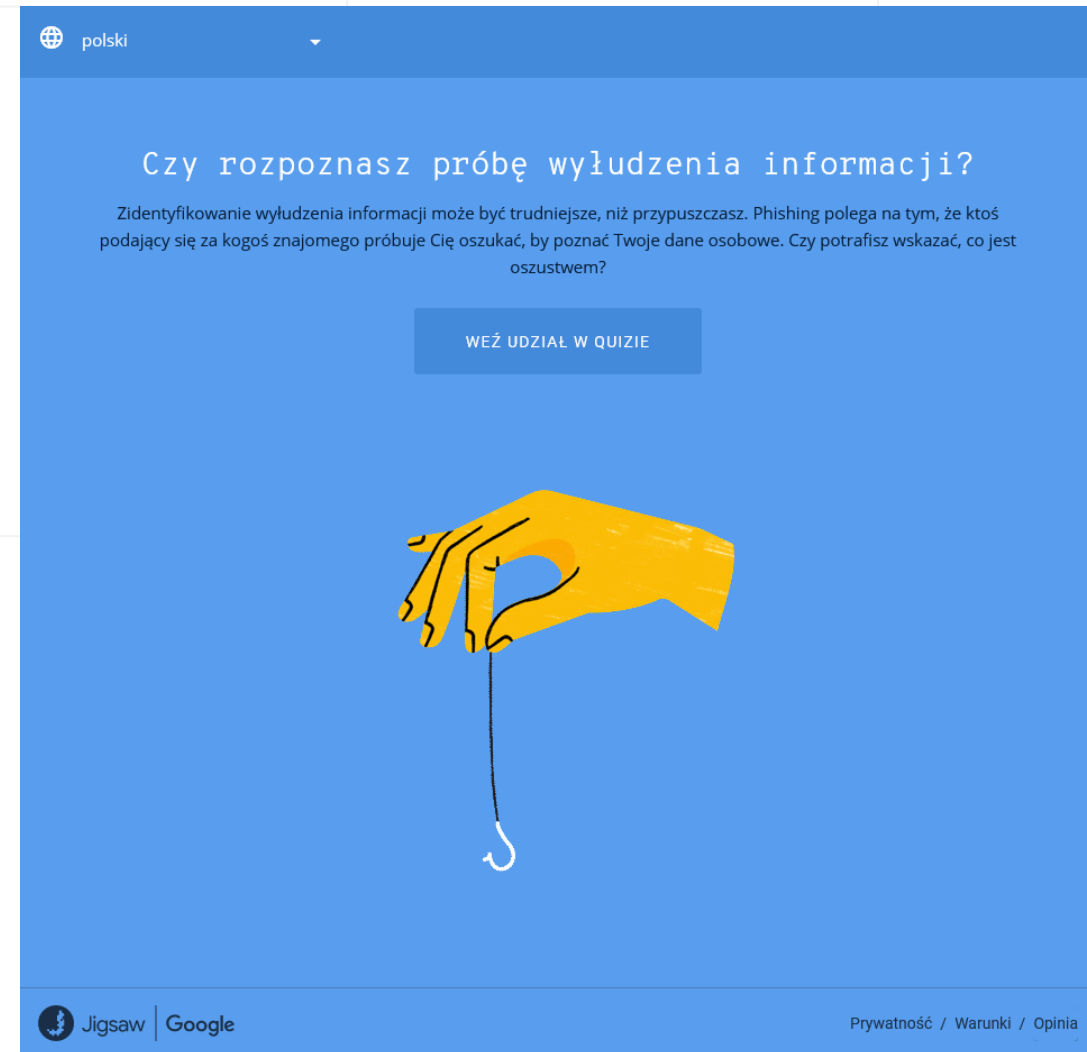 polski
Czy rozpoznasz próbę wyłudzenia informacji?
Zidentyfikowanie wyłudzenia informacji może być trudniejsze, niż przypuszczasz. Phishing polega na tym, że ktoś
podający się za kogoś znajomego próbuje Cię oszukać, by poznać Twoje dane osobowe. Czy potrafisz wskazać, co jest
oszustwem?
WEŹ UDZIAŁ W QUIZIE
Jigsaw | Google
Prywatność / Warunki / Opinia